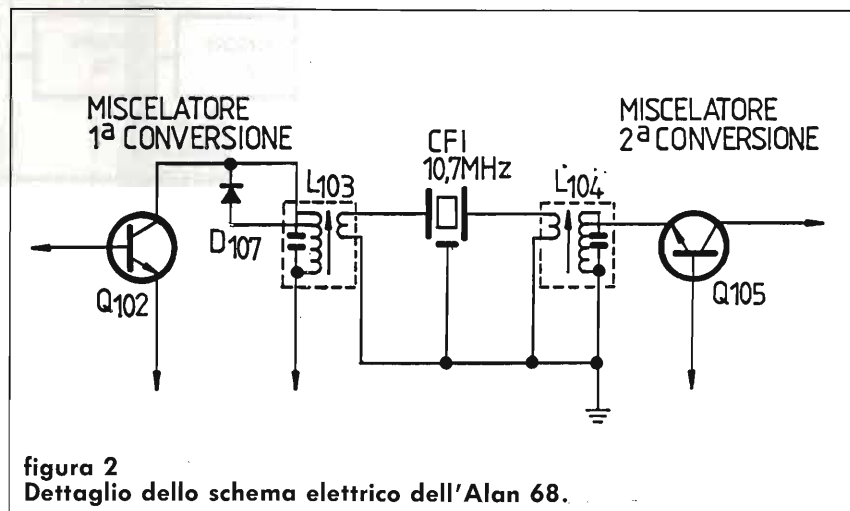 MISCELATORE
1ª CONVERSIONE
MISCELATORE
2ª CONVERSIONE
CFI
10,7MHz
L103
L104
D107
Q102
Q105
figura 2
Dettaglio dello schema elettrico dell'Alan 68.